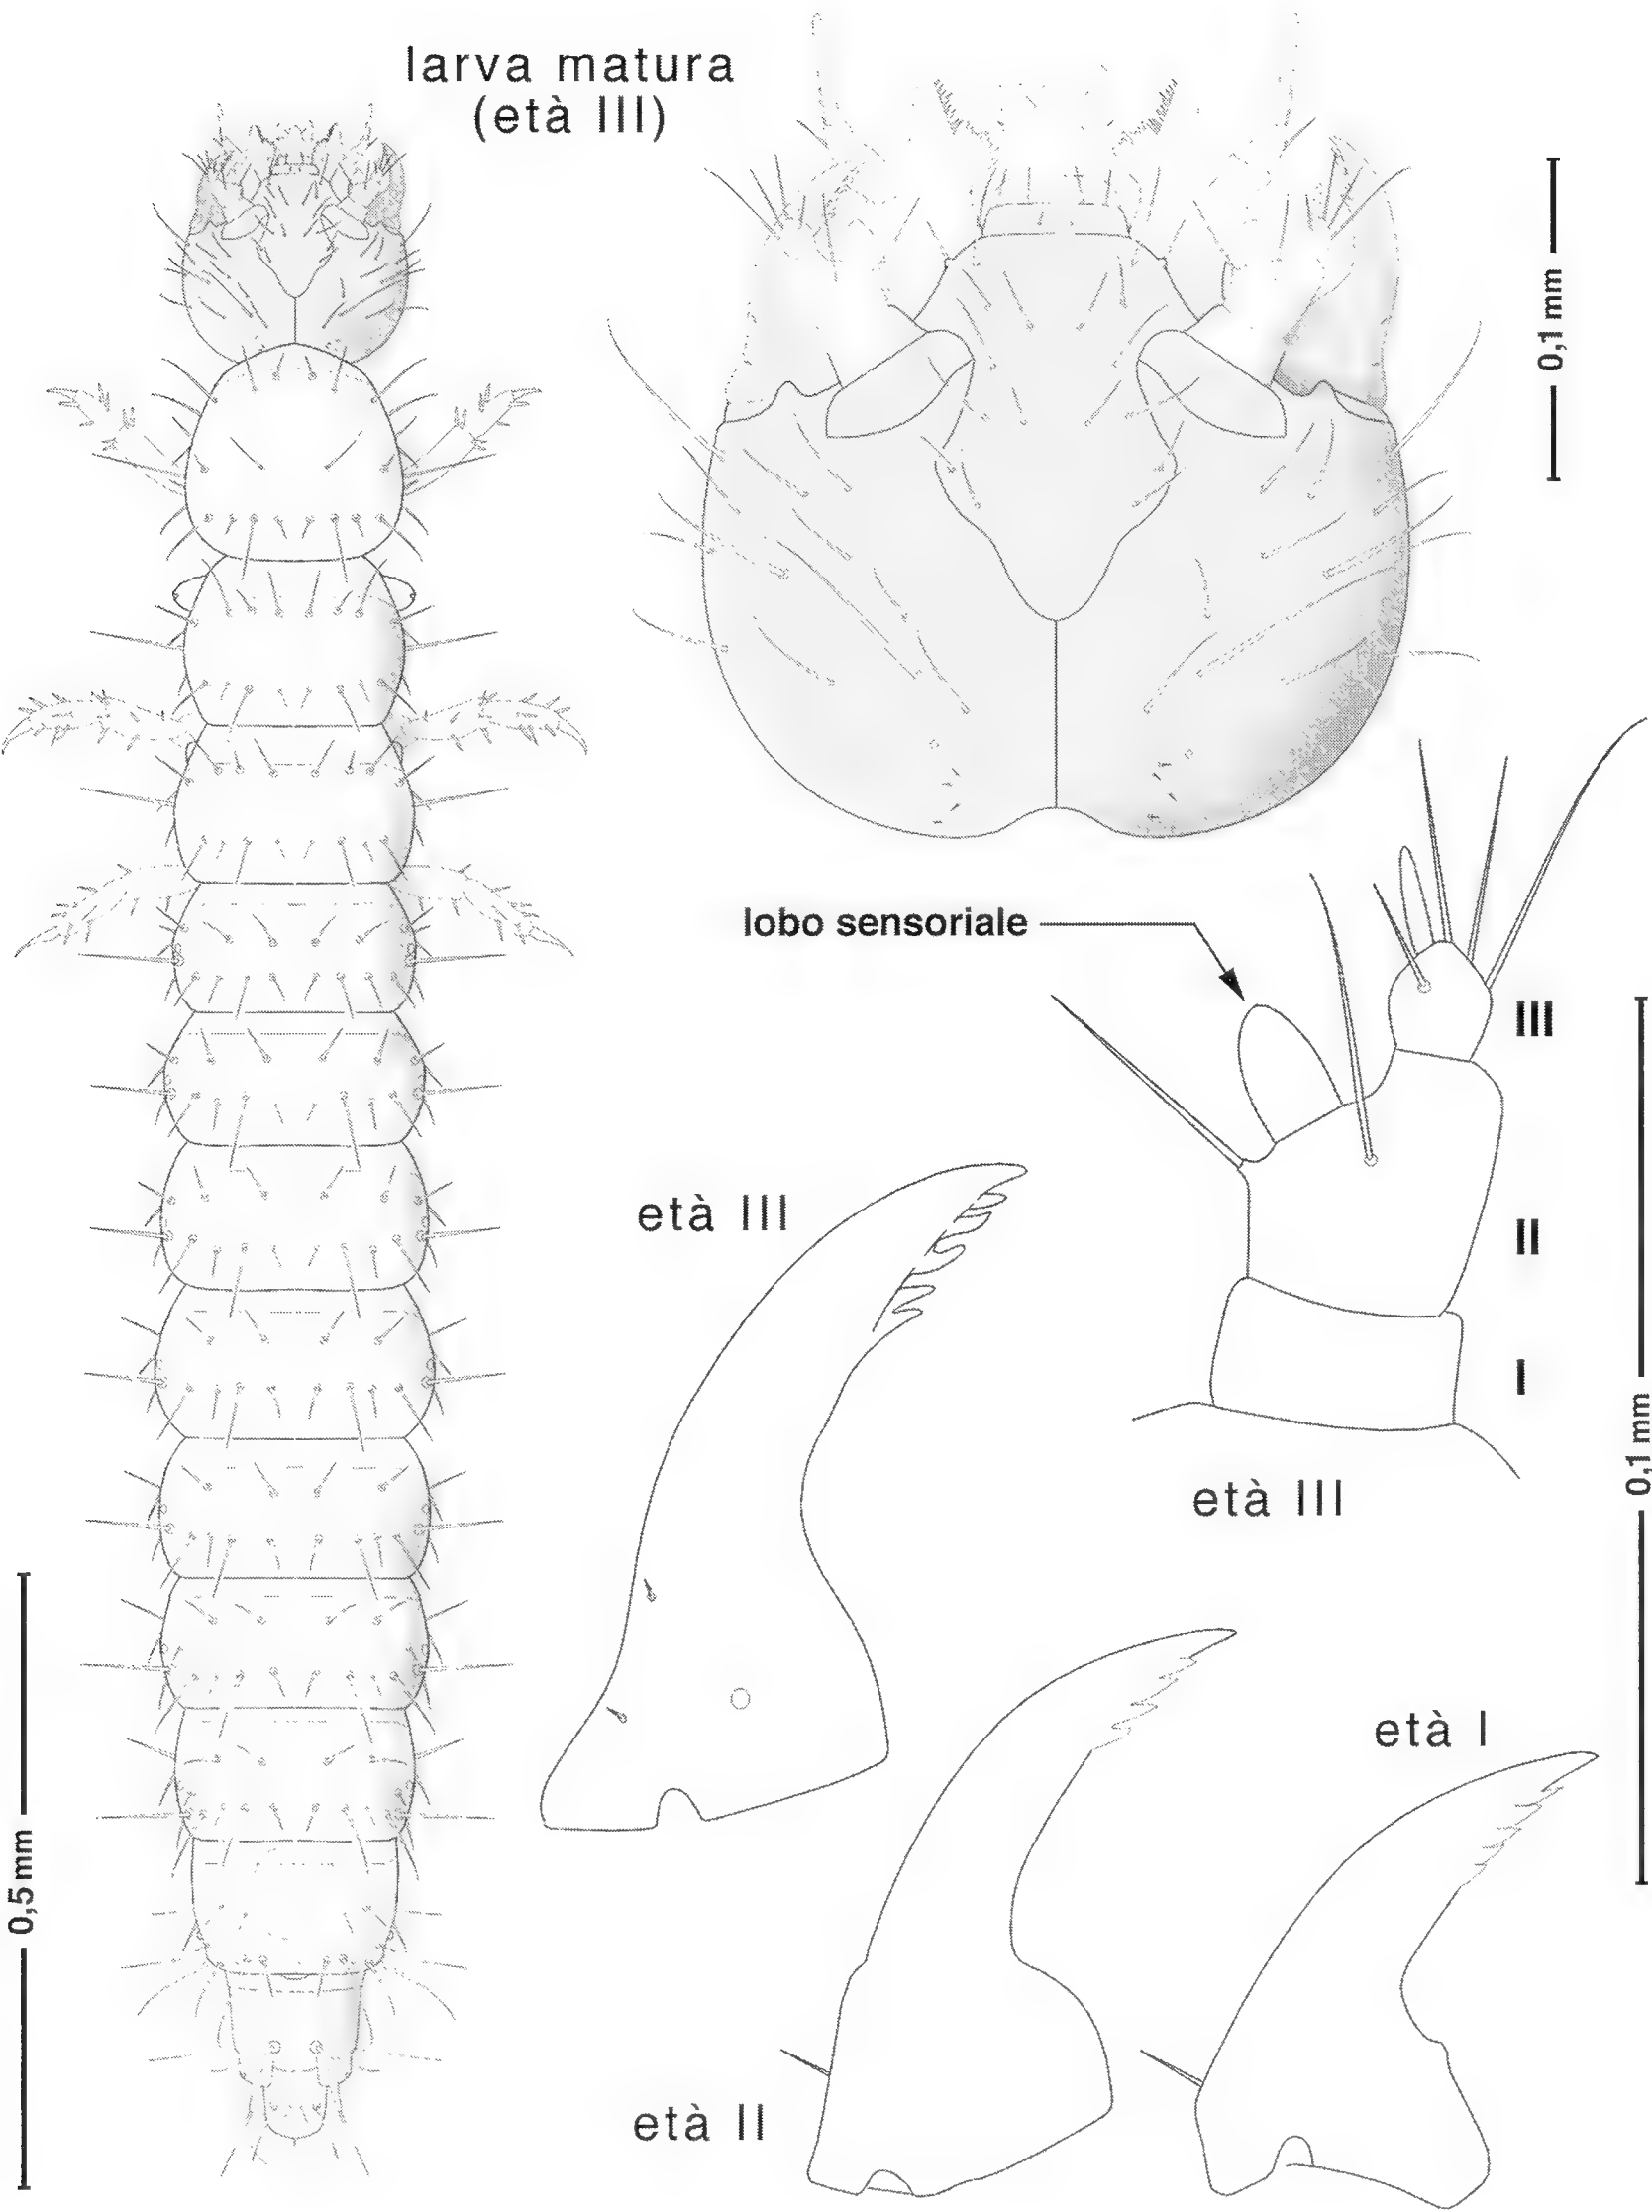 larva matura
(età III)
0,1 mm
lobo sensoriale
III
II
I
età III
età III
0,1 mm
età I
età II
0,5 mm